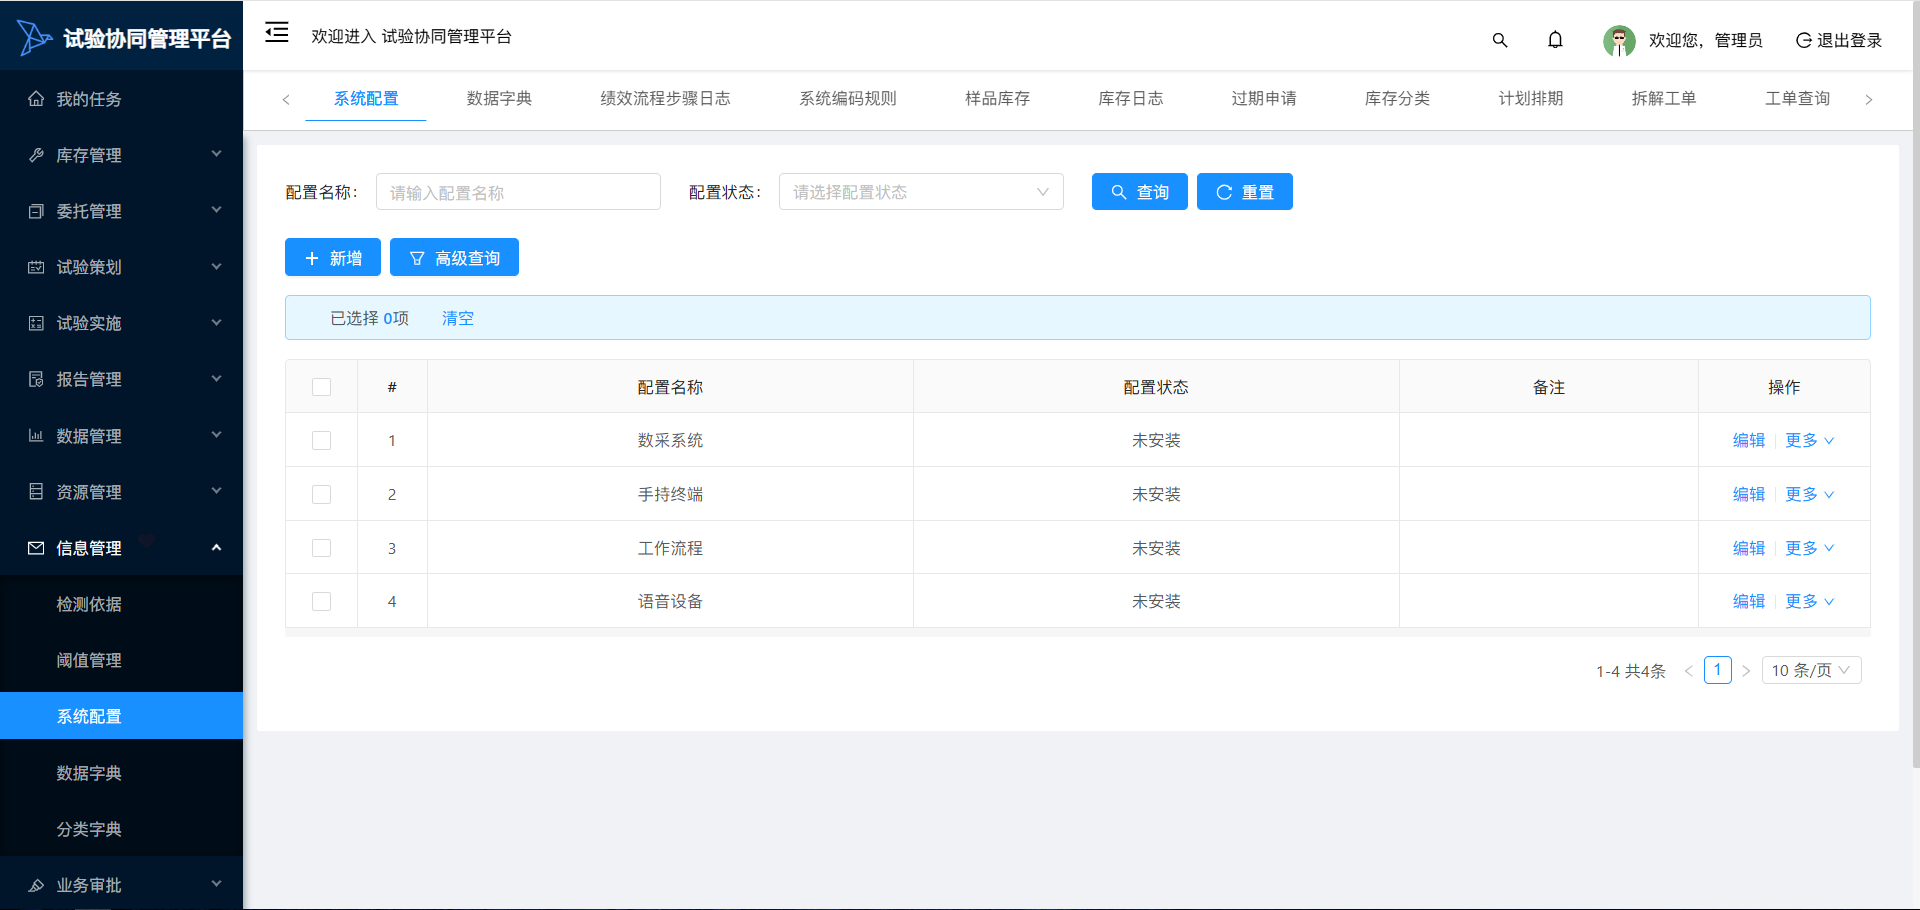 试验协同管理平台
欢迎进入 试验协同管理平台
欢迎您，管理员
退出登录
我的任务
库存管理
委托管理
试验策划
试验实施
报告管理
数据管理
资源管理
信息管理
检测依据
阈值管理
系统配置
数据字典
分类字典
业务审批
系统配置 数据字典 绩效流程步骤日志 系统编码规则 样品库存 库存日志 过期申请 库存分类 计划排期 拆解工单 工单查询
配置名称： 请输入配置名称 配置状态： 请选择配置状态 查询 重置
新增 高级查询
已选择 0项 清空
# 配置名称 配置状态 备注 操作
1 数采系统 未安装 编辑 更多
2 手持终端 未安装 编辑 更多
3 工作流程 未安装 编辑 更多
4 语音设备 未安装 编辑 更多
1-4 共4条 < 1 > 10 条/页